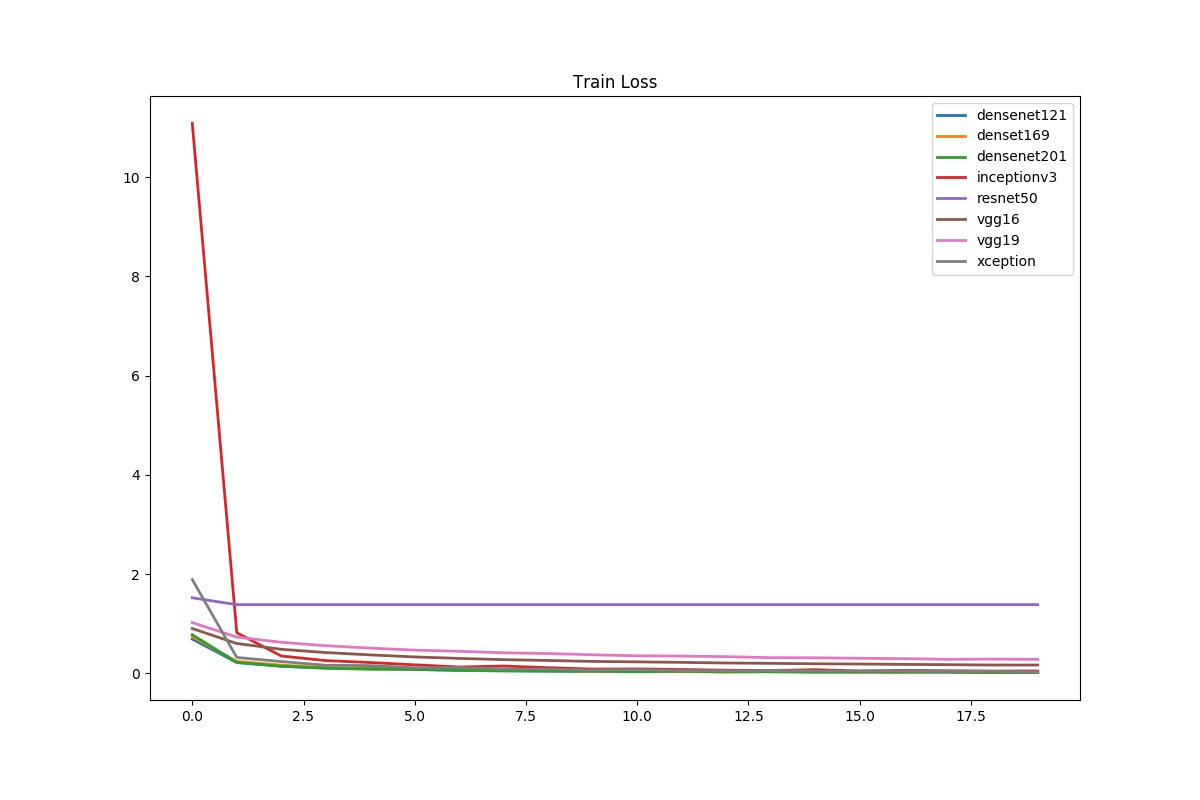 Train Loss
densenet121
denset169
densenet201
inceptionv3
resnet50
vgg16
vgg19
xception
10
8
6
4
2
0
0.0 2.5 5.0 7.5 10.0 12.5 15.0 17.5